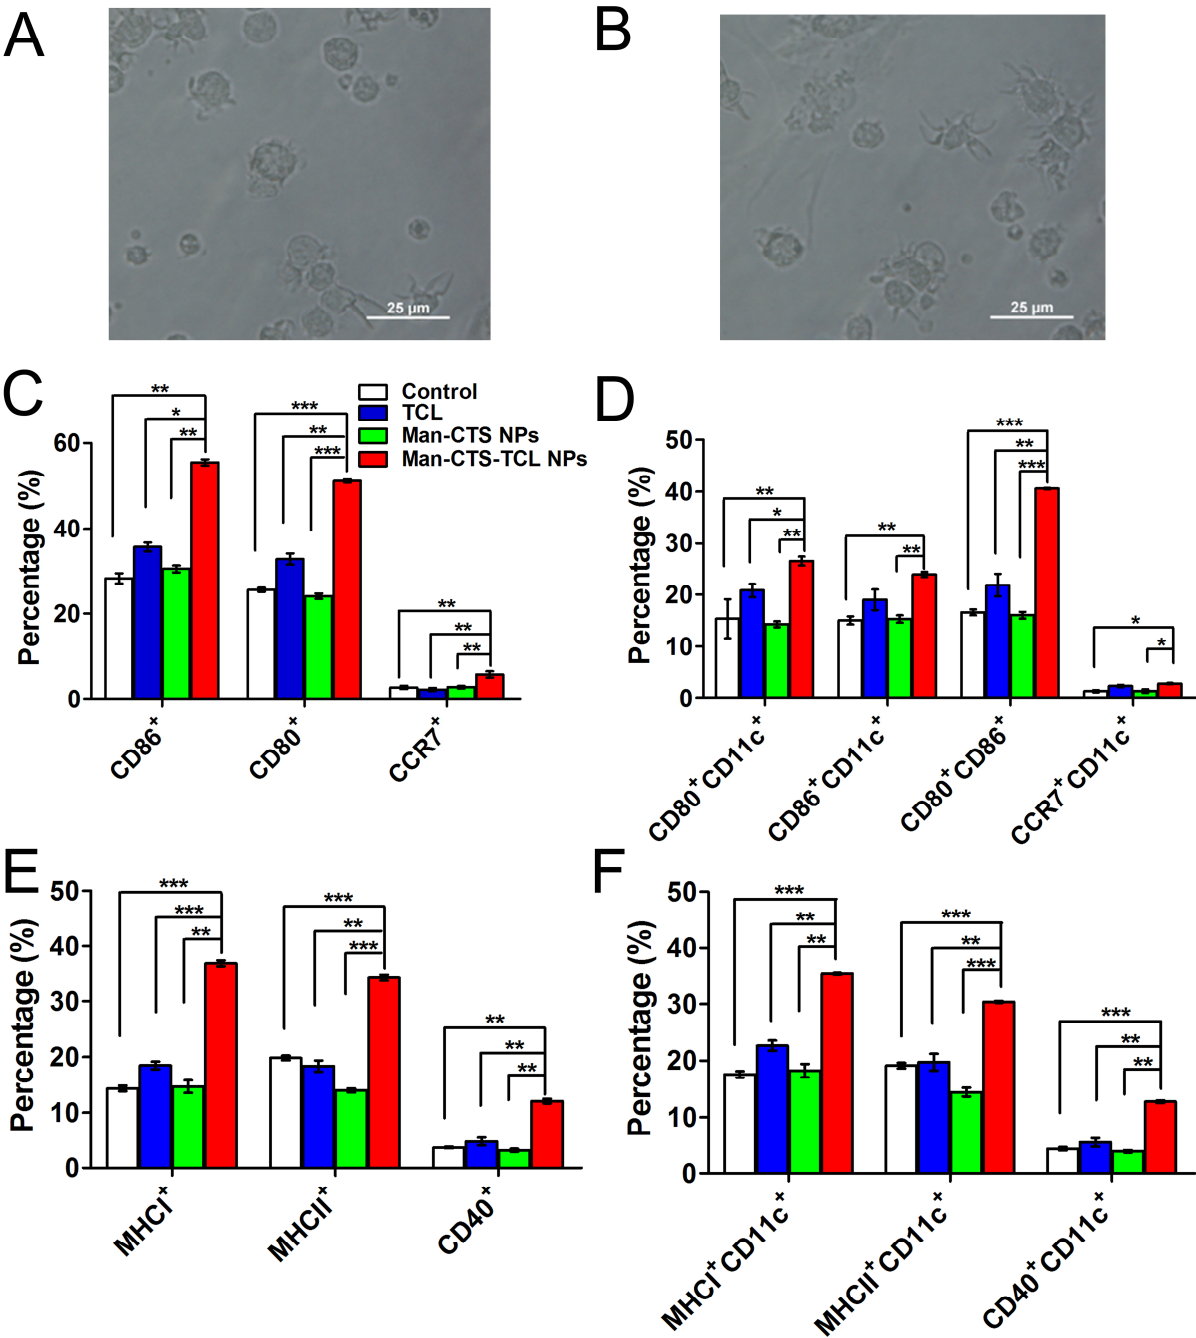 A
B
25 μm
25 μm
C
Control
TCL
Man-CTS NPs
Man-CTS-TCL NPs
Percentage (%)
60
40
20
0
** * **
*** ** ***
** ** **
CD86+
CD80+
CCR7+
D
Percentage (%)
50
40
30
20
10
0
** * **
** **
*** ** ***
* *
CD80+CD11c+
CD86+CD11c+
CD80+CD86+
CCR7+CD11c+
E
Percentage (%)
50
40
30
20
10
0
*** *** **
*** ** ***
** ** **
MHCI+
MHCII+
CD40+
F
Percentage (%)
50
40
30
20
10
0
*** ** **
*** ** ***
*** ** **
MHCI+CD11c+
MHCII+CD11c+
CD40+CD11c+